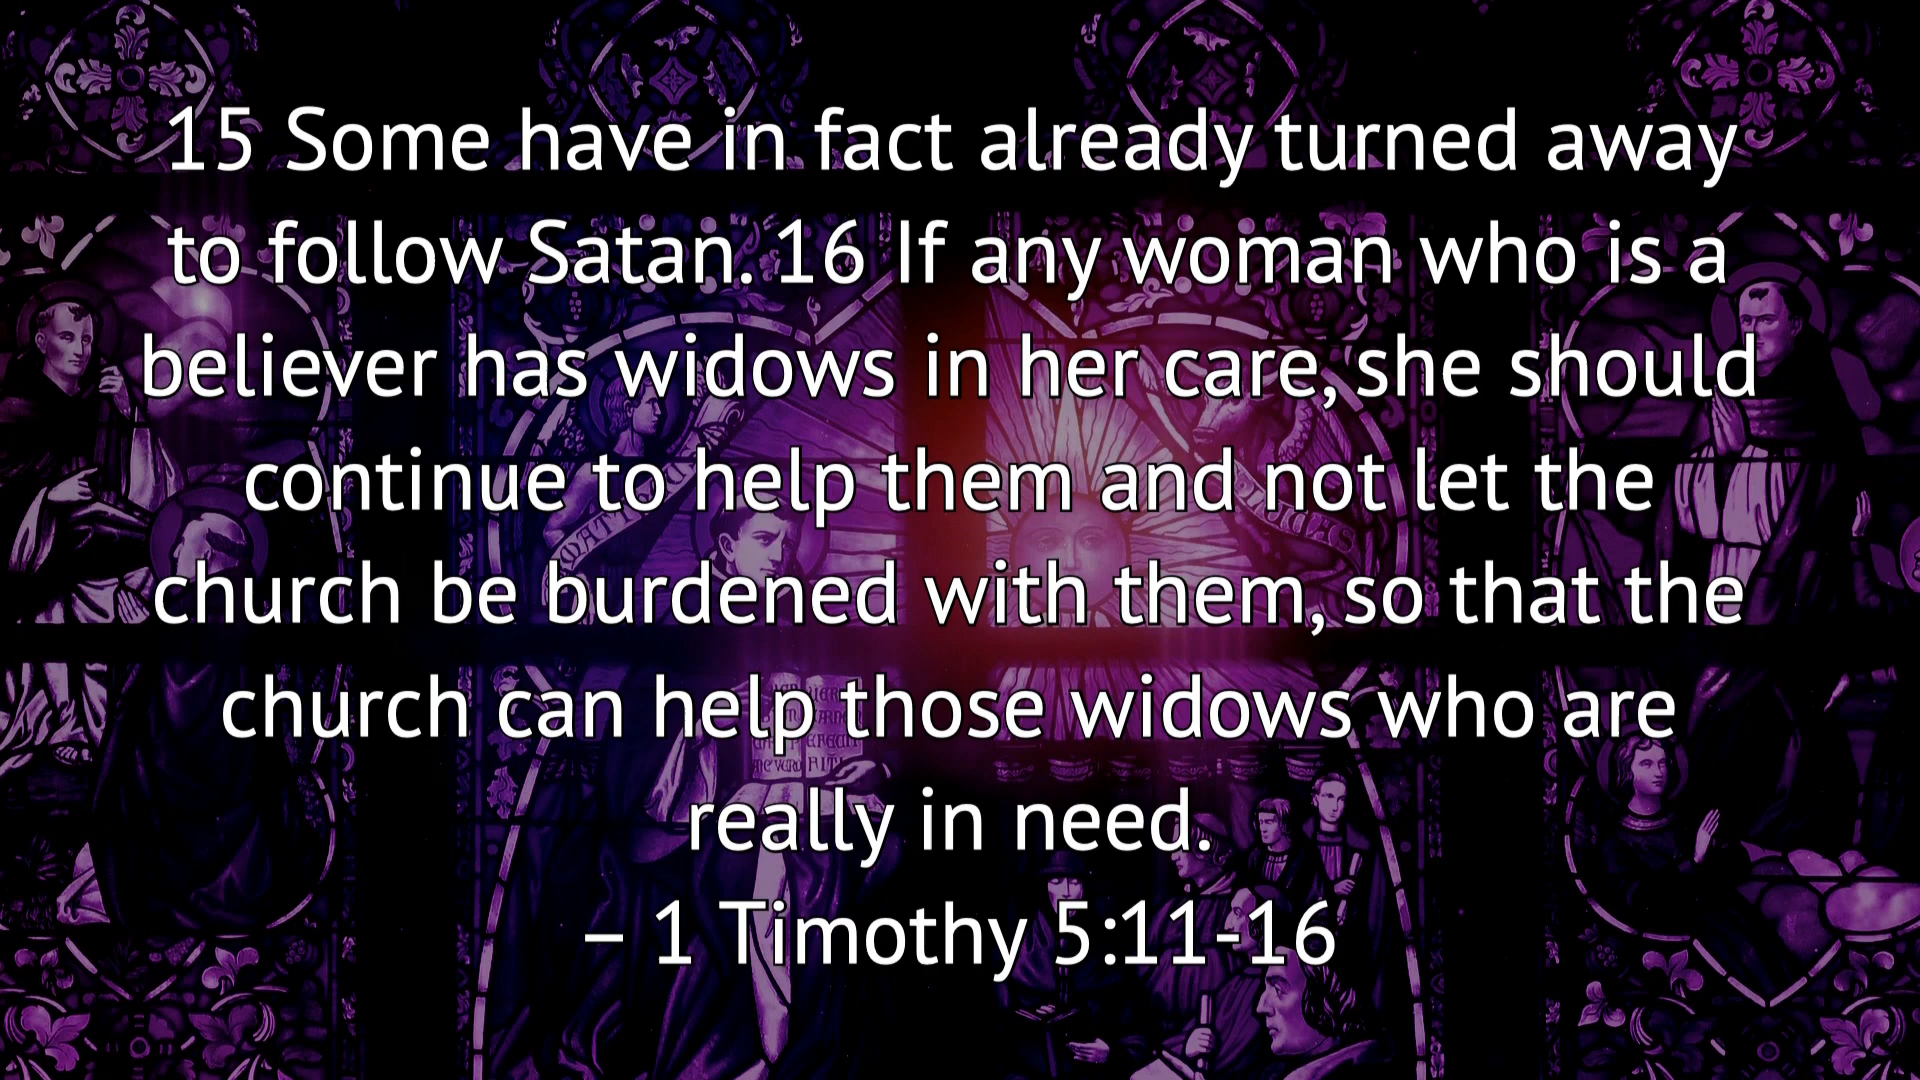 15 Some have in fact already turned away
to follow Satan. 16 If any woman who is a
believer has widows in her care, she should
continue to help them and not let the
church be burdened with them, so that the
church can help those widows who are
really in need.
– 1 Timothy 5:11-16